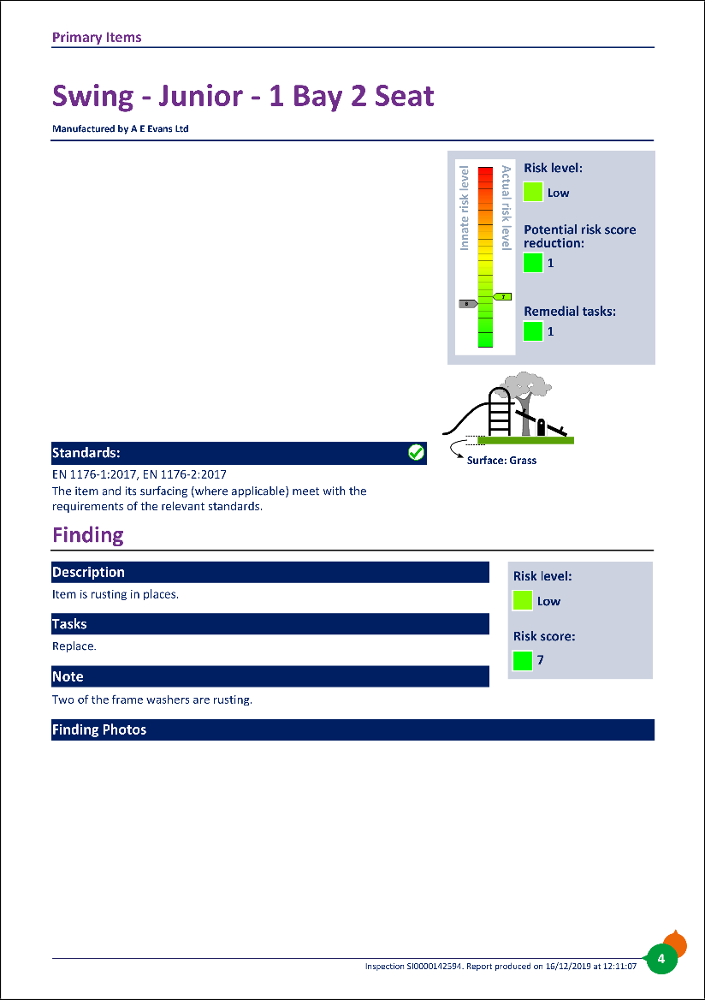 Primary Items
Swing - Junior - 1 Bay 2 Seat
Manufactured by A E Evans Ltd
Innate risk level
Actual risk level
Risk level:
Low
Potential risk score
reduction:
1
7
Remedial tasks:
1
Standards:
EN 1176-1:2017, EN 1176-2:2017
The item and its surfacing (where applicable) meet with the
requirements of the relevant standards.
Surface: Grass
Finding
Description
Item is rusting in places.
Tasks
Replace.
Note
Two of the frame washers are rusting.
Risk level:
Low
Risk score:
7
Finding Photos
Inspection SI0000142594. Report produced on 16/12/2019 at 12:11:07
4